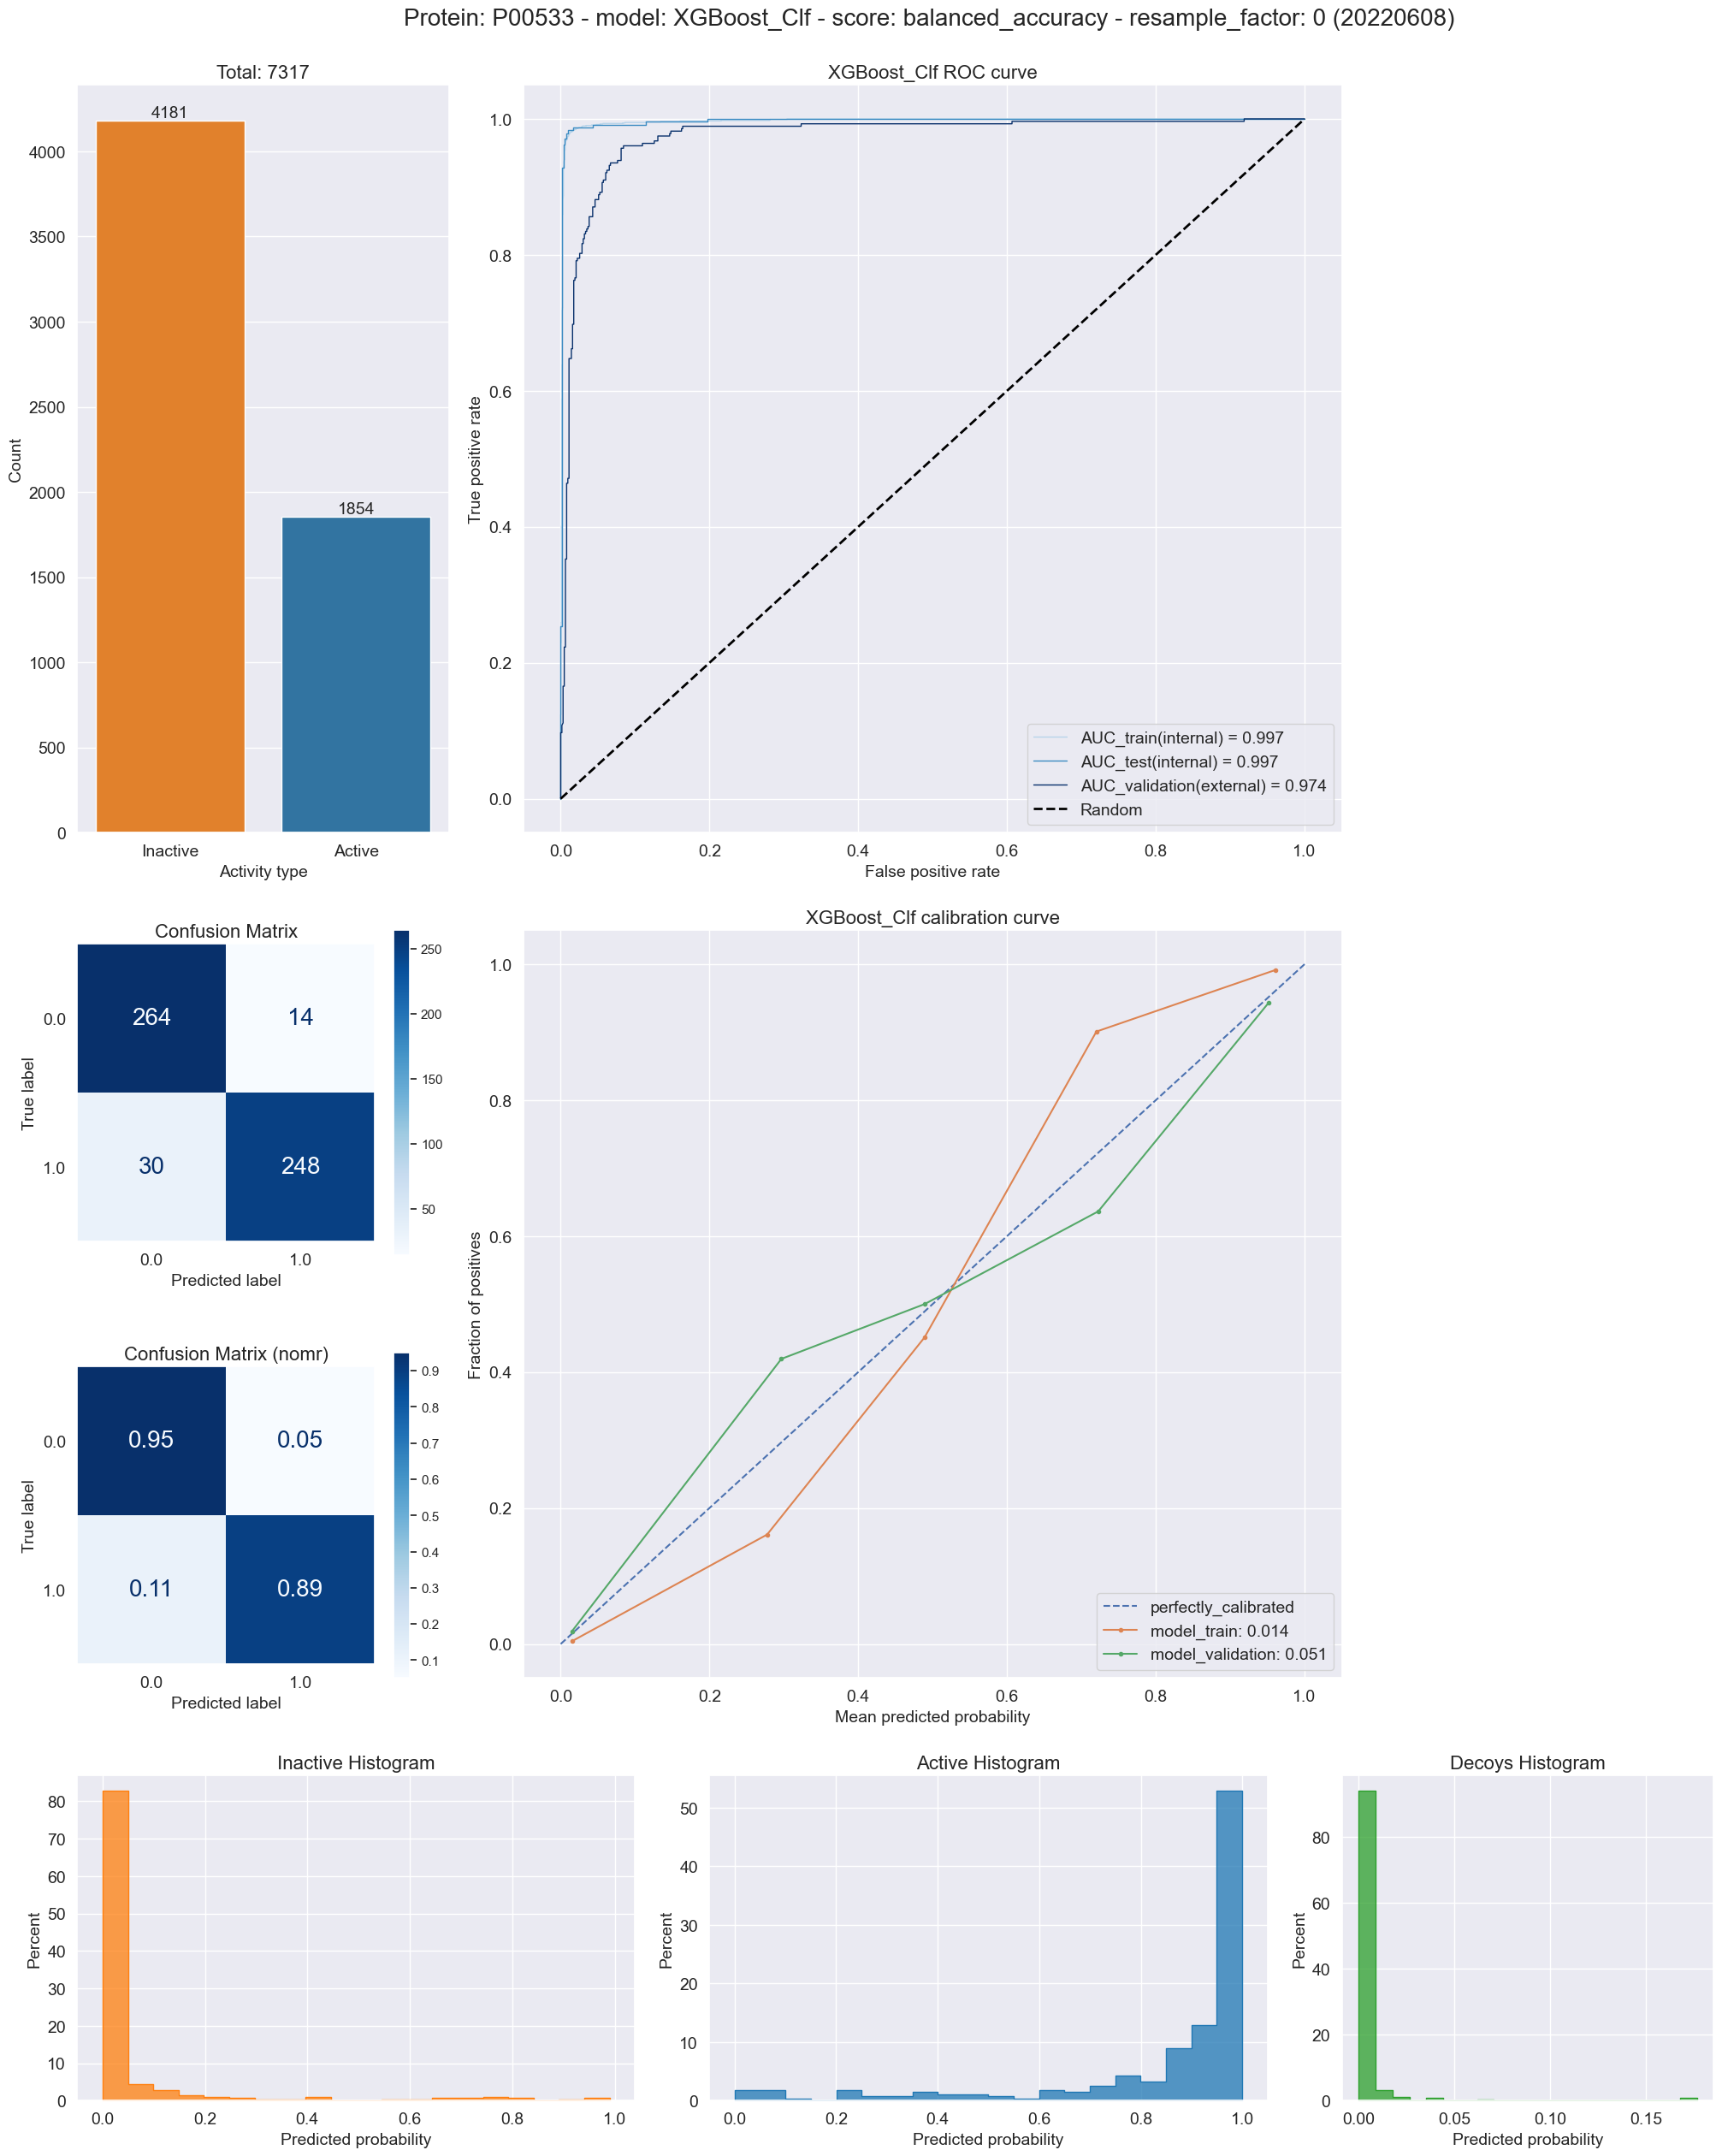 Protein: P00533 - model: XGBoost_Clf - score: balanced_accuracy - resample_factor: 0 (20220608)
Total: 7317
4181
1854
4000
3500
3000
2500
2000
1500
1000
500
0
Count
Inactive
Active
Activity type
XGBoost_Clf ROC curve
1.0
0.8
0.6
0.4
0.2
0.0
True positive rate
AUC_train(internal) = 0.997
AUC_test(internal) = 0.997
AUC_validation(external) = 0.974
Random
0.0
0.2
0.4
0.6
0.8
1.0
False positive rate
Confusion Matrix
0.0
264
14
1.0
30
248
True label
0.0
1.0
Predicted label
250
200
150
100
50
Confusion Matrix (nomr)
0.0
0.95
0.05
1.0
0.11
0.89
True label
0.0
1.0
Predicted label
0.9
0.8
0.7
0.6
0.5
0.4
0.3
0.2
0.1
XGBoost_Clf calibration curve
1.0
0.8
0.6
0.4
0.2
0.0
Fraction of positives
perfectly_calibrated
model_train: 0.014
model_validation: 0.051
0.0
0.2
0.4
0.6
0.8
1.0
Mean predicted probability
Inactive Histogram
80
70
60
50
40
30
20
10
0
Percent
0.0
0.2
0.4
0.6
0.8
1.0
Predicted probability
Active Histogram
50
40
30
20
10
0
Percent
0.0
0.2
0.4
0.6
0.8
1.0
Predicted probability
Decoys Histogram
80
60
40
20
0
Percent
0.00
0.05
0.10
0.15
Predicted probability